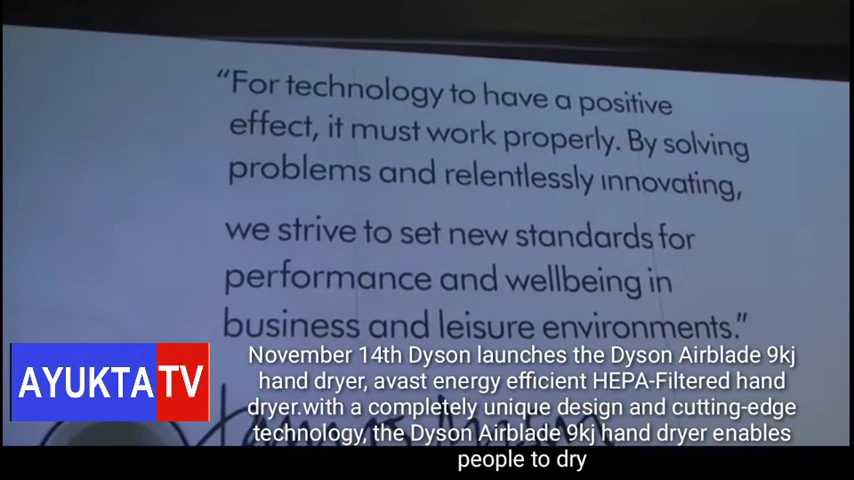 “For technology to have a positive
effect, it must work properly. By solving
problems and relentlessly innovating,
we strive to set new standards for
performance and wellbeing in
business and leisure environments.”
AYUKTA TV
November 14th Dyson launches the Dyson Airblade 9kj
hand dryer, avast energy efficient HEPA-Filtered hand
dryer.with a completely unique design and cutting-edge
technology, the Dyson Airblade 9kj hand dryer enables
people to dry